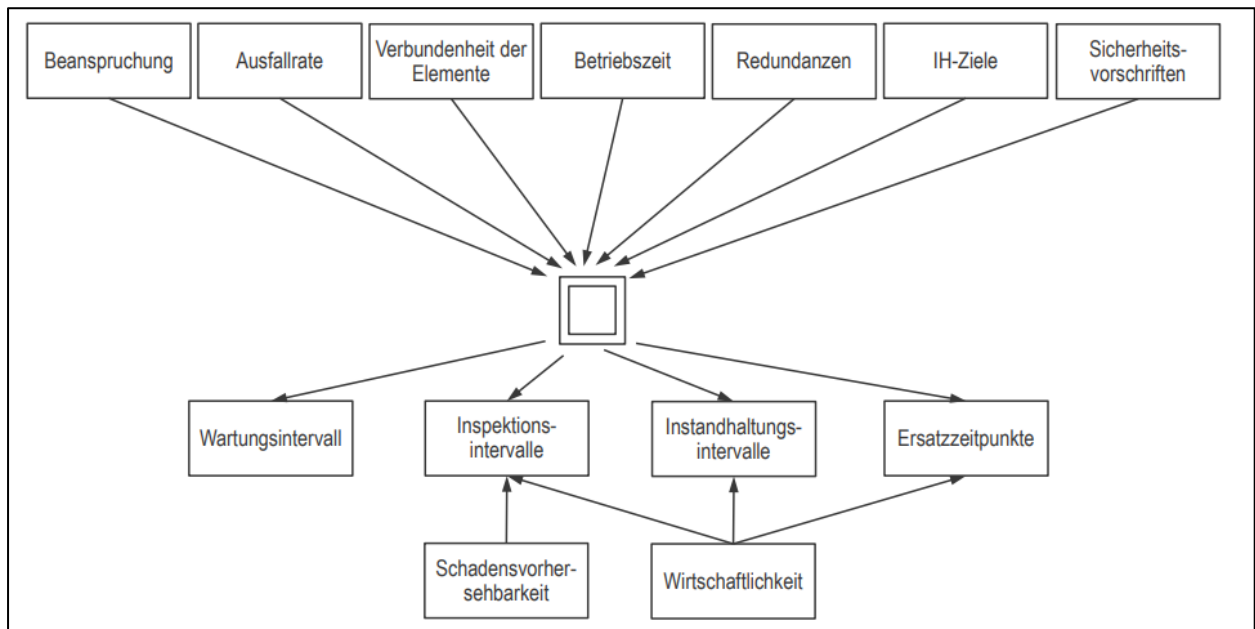 Beanspruchung
Ausfallrate
Verbundenheit der
Elemente
Betriebszeit
Redundanzen
IH-Ziele
Sicherheits-
vorschriften
Wartungsintervall
Inspektions-
intervalle
Instandhaltungs-
intervalle
Ersatzzeitpunkte
Schadensvorher-
sehbarkeit
Wirtschaftlichkeit